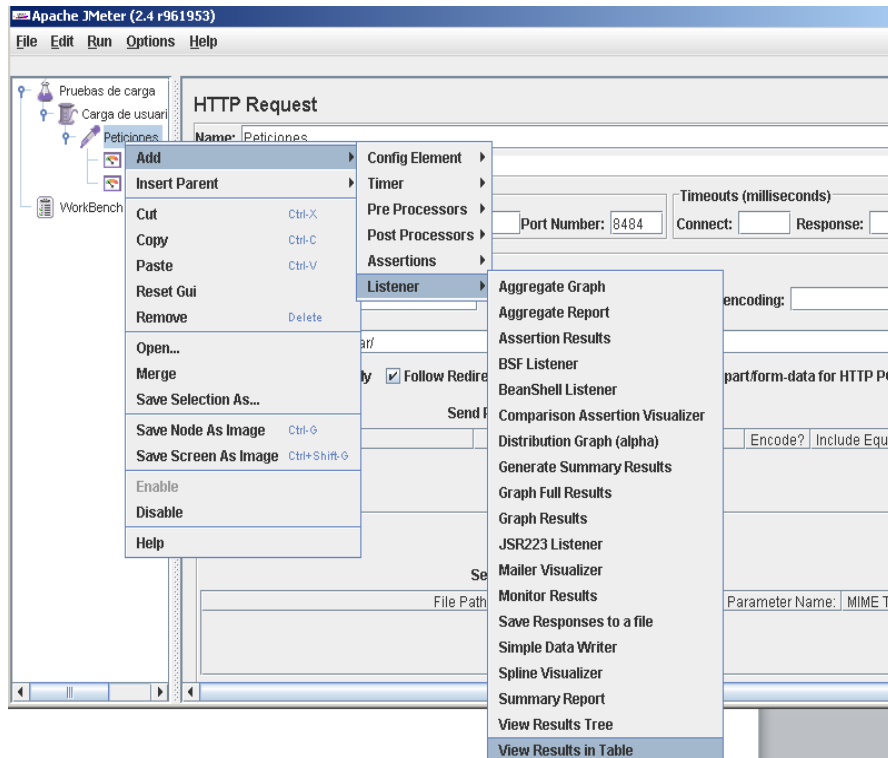 Apache JMeter (2.4 r961953)
File Edit Run Options Help
Pruebas de carga
Carga de usuari
Peticiones
WorkBench
HTTP Request
Name: Peticiones
Timeouts (milliseconds)
Port Number: 8484 Connect: Response:
encoding:
ar/
ly Follow Redire part/form-data for HTTP PO
Send P
Encode? Include Equ
Se
File Path Parameter Name: MIME T
Add
Insert Parent
Cut Ctrl-X
Copy Ctrl-C
Paste Ctrl-V
Reset Gui
Remove Delete
Open...
Merge
Save Selection As...
Save Node As Image Ctrl-G
Save Screen As Image Ctrl+Shift-G
Enable
Disable
Help
Config Element
Timer
Pre Processors
Post Processors
Assertions
Listener
Aggregate Graph
Aggregate Report
Assertion Results
BSF Listener
BeanShell Listener
Comparison Assertion Visualizer
Distribution Graph (alpha)
Generate Summary Results
Graph Full Results
Graph Results
JSR223 Listener
Mailer Visualizer
Monitor Results
Save Responses to a file
Simple Data Writer
Spline Visualizer
Summary Report
View Results Tree
View Results in Table